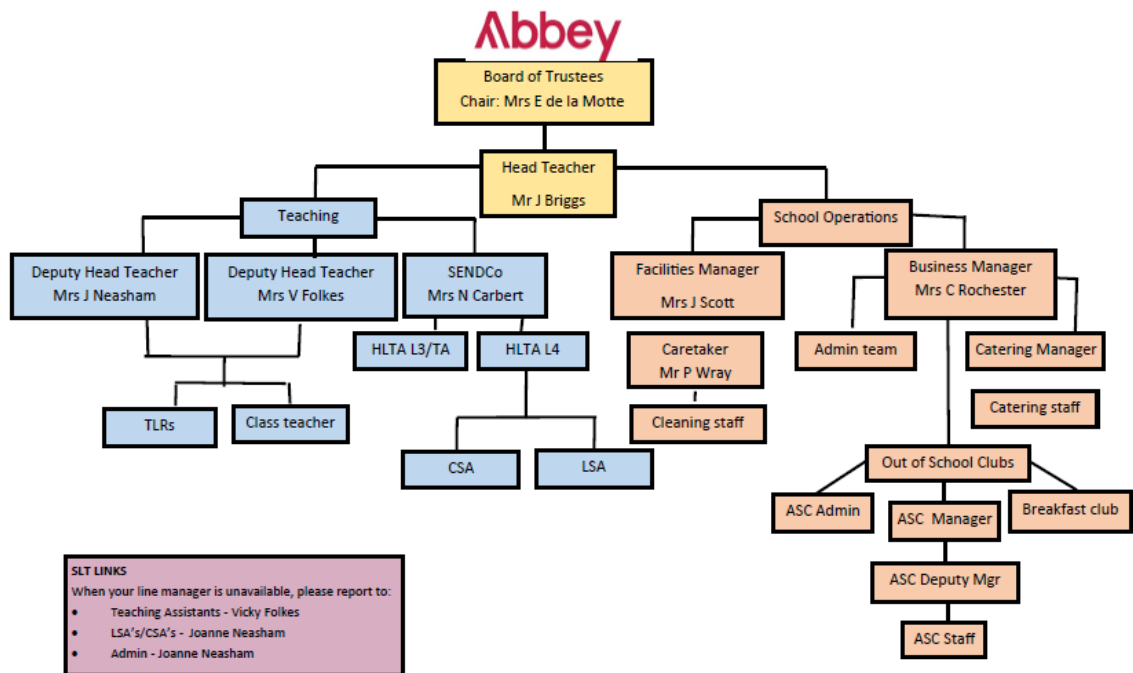 Abbey
Board of Trustees
Chair: Mrs E de la Motte
Head Teacher
Mr J Briggs
Teaching
School Operations
Deputy Head Teacher
Mrs J Neasham
Deputy Head Teacher
Mrs V Folkes
SENDCo
Mrs N Carbert
Facilities Manager
Mrs J Scott
Business Manager
Mrs C Rochester
HLTA L3/TA
HLTA L4
Caretaker
Mr P Wray
Admin team
Catering Manager
TLRs
Class teacher
Cleaning staff
Catering staff
CSA
LSA
Out of School Clubs
ASC Admin
ASC Manager
Breakfast club
ASC Deputy Mgr
ASC Staff
SLT LINKS
When your line manager is unavailable, please report to:
• Teaching Assistants - Vicky Folkes
• LSA's/CSA's - Joanne Neasham
• Admin - Joanne Neasham